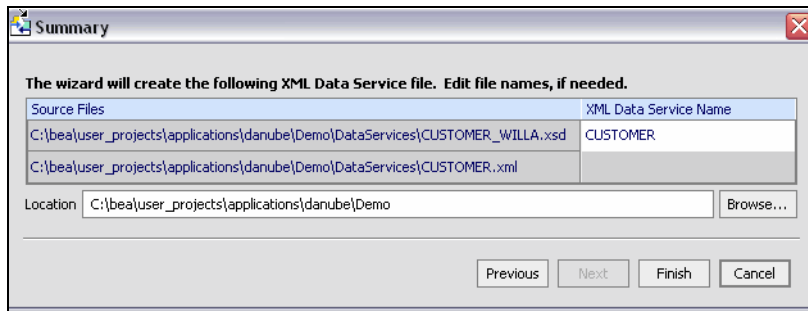 Summary
The wizard will create the following XML Data Service file. Edit file names, if needed.
Source Files XML Data Service Name
C:\bea\user_projects\applications\danube\Demo\DataServices\CUSTOMER_WILLA.xsd CUSTOMER
C:\bea\user_projects\applications\danube\Demo\DataServices\CUSTOMER.xml
Location C:\bea\user_projects\applications\danube\Demo Browse...
Previous Next Finish Cancel